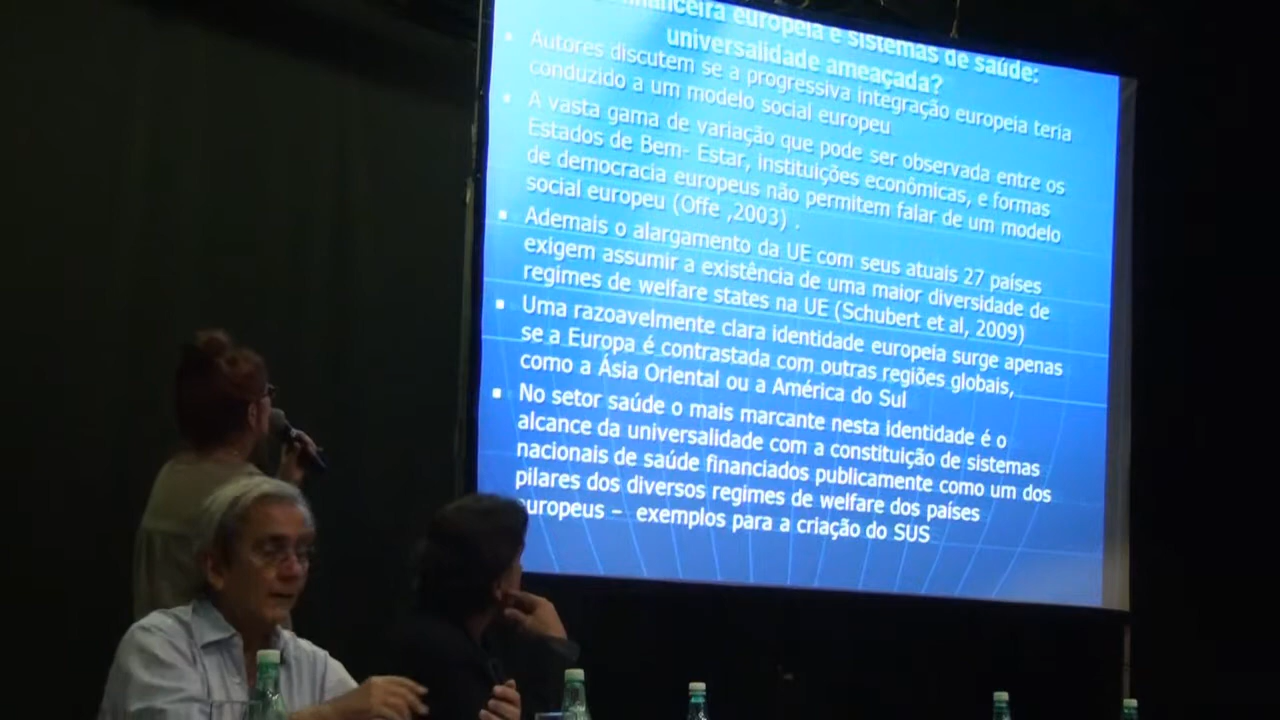 financeira europeia e sistemas de saúde:
universalidade ameaçada?
Autores discutem se a progressiva integração europeia teria
conduzido a um modelo social europeu
A vasta gama de variação que pode ser observada entre os
Estados de Bem- Estar, instituições econômicas, e formas
de democracia europeus não permitem falar de um modelo
social europeu (Offe ,2003) .
Ademais o alargamento da UE com seus atuais 27 países
exigem assumir a existência de uma maior diversidade de
regimes de welfare states na UE (Schubert et al, 2009)
Uma razoavelmente clara identidade europeia surge apenas
se a Europa é contrastada com outras regiões globais,
como a Ásia Oriental ou a América do Sul
No setor saúde o mais marcante nesta identidade é o
alcance da universalidade com a constituição de sistemas
nacionais de saúde financiados publicamente como um dos
pilares dos diversos regimes de welfare dos países
europeus – exemplos para a criação do SUS